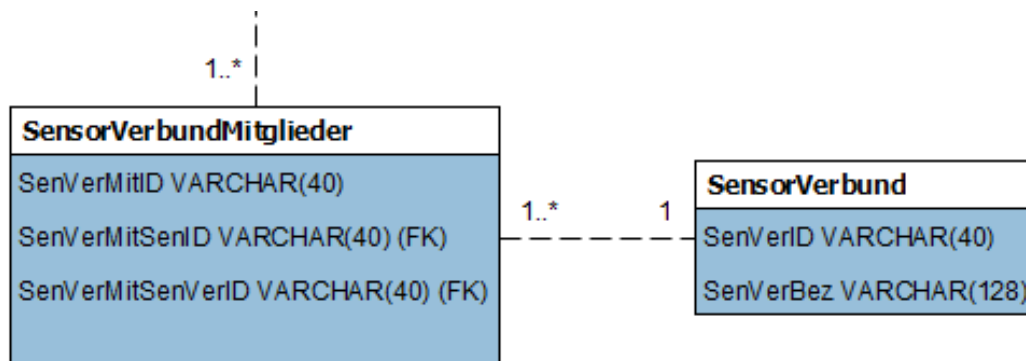 1..*
SensorVerbundMitglieder
SenVerMitID VARCHAR(40)
SenVerMitSenID VARCHAR(40) (FK)
SenVerMitSenVerID VARCHAR(40) (FK)
1..*
1
SensorVerbund
SenVerID VARCHAR(40)
SenVerBez VARCHAR(128)